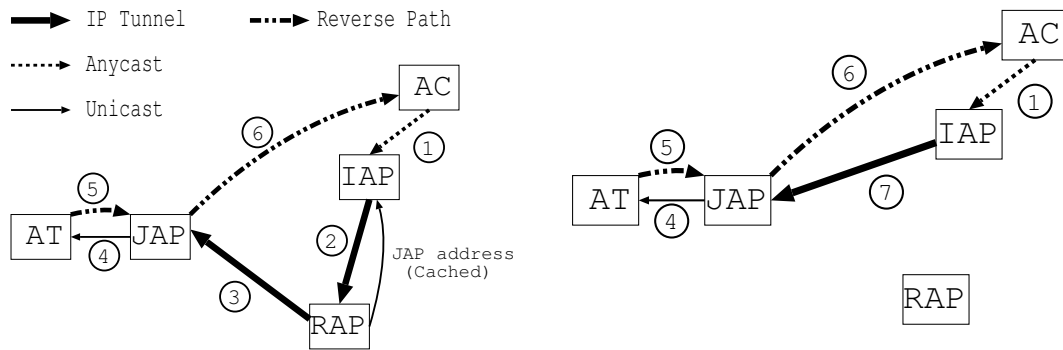 IP Tunnel
Reverse Path
Anycast
Unicast
AC
6
1
IAP
5
AT
JAP
4
2
JAP address
(Cached)
3
RAP
AC
6
1
IAP
5
AT
JAP
4
7
RAP